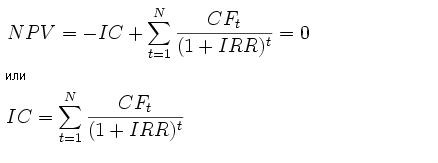 $NPV = -IC + \sum_{t=1}^{N} \frac{CF_t}{(1 + IRR)^t} = 0$
или
$IC = \sum_{t=1}^{N} \frac{CF_t}{(1 + IRR)^t}$